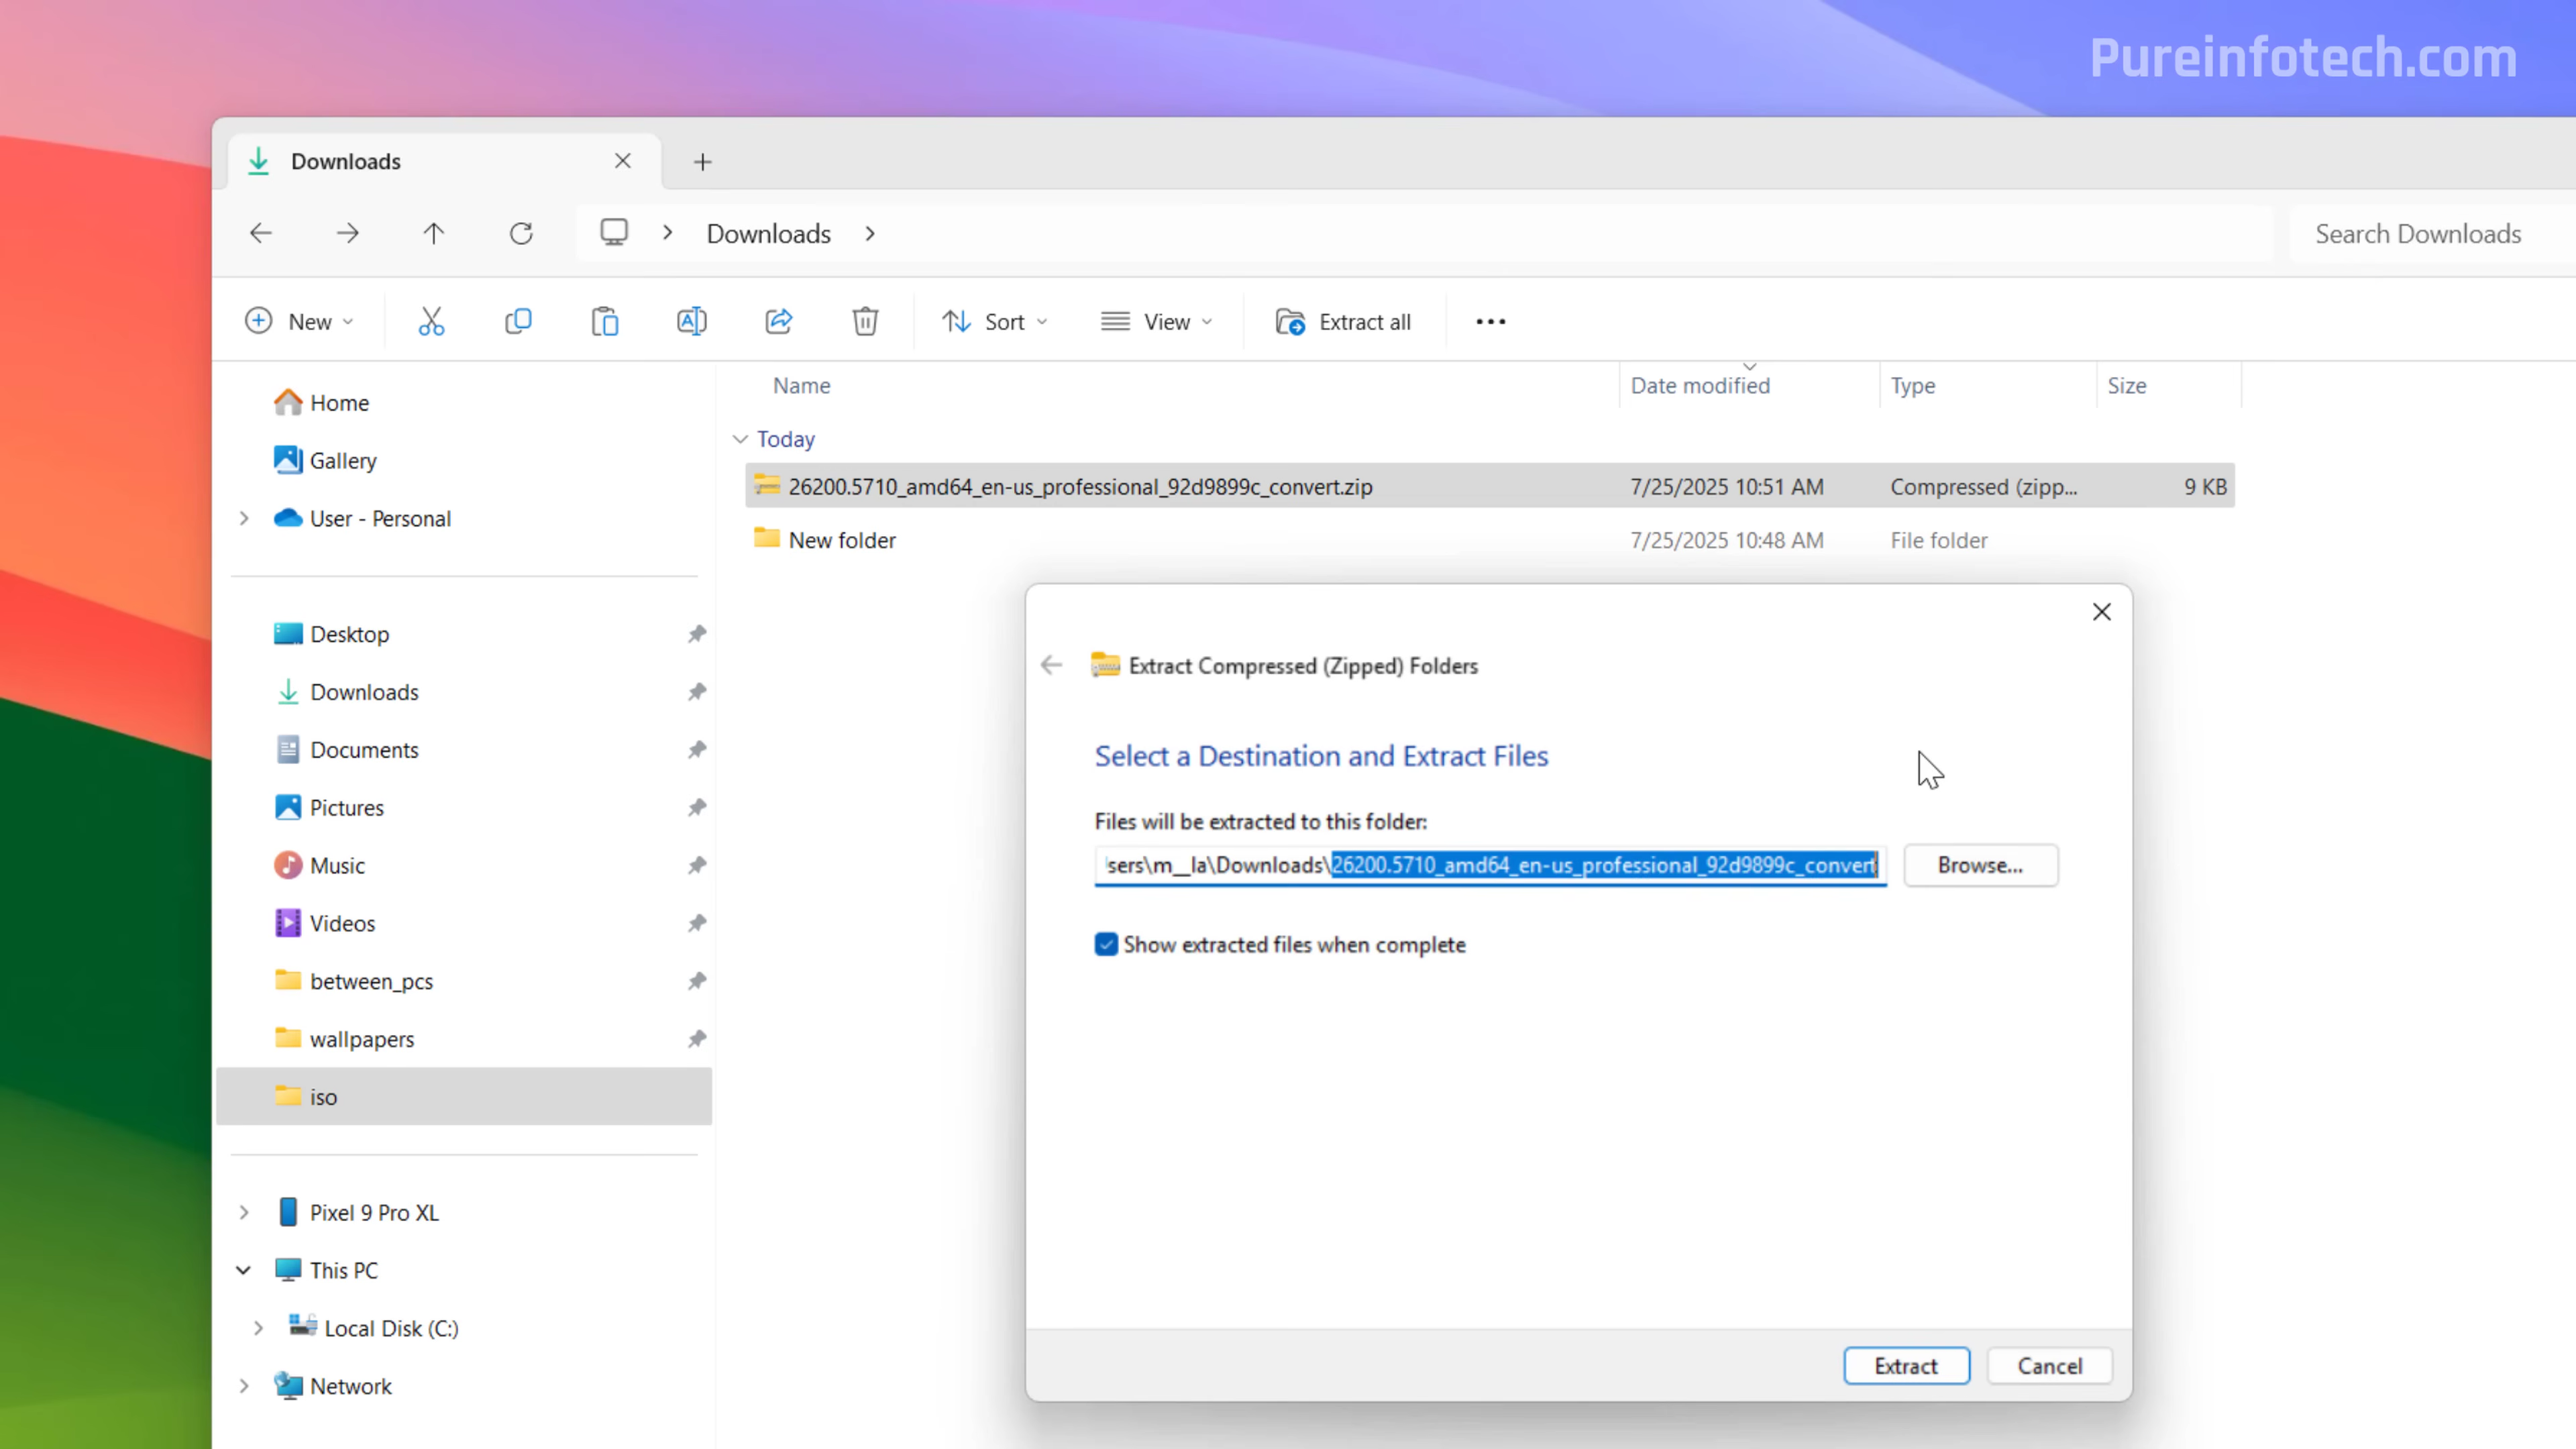 Pureinfotech.com
Downloads
Downloads
Search Downloads
New
Sort
View
Extract all
Name
Date modified
Type
Size
Home
Gallery
User - Personal
Desktop
Downloads
Documents
Pictures
Music
Videos
between_pcs
wallpapers
iso
Pixel 9 Pro XL
This PC
Local Disk (C:)
Network
Today
26200.5710_amd64_en-us_professional_92d9899c_convert.zip 7/25/2025 10:51 AM Compressed (zipp... 9 KB
New folder 7/25/2025 10:48 AM File folder
Extract Compressed (Zipped) Folders
Select a Destination and Extract Files
Files will be extracted to this folder:
sers\m__la\Downloads\26200.5710_amd64_en-us_professional_92d9899c_convert
Browse...
Show extracted files when complete
Extract
Cancel